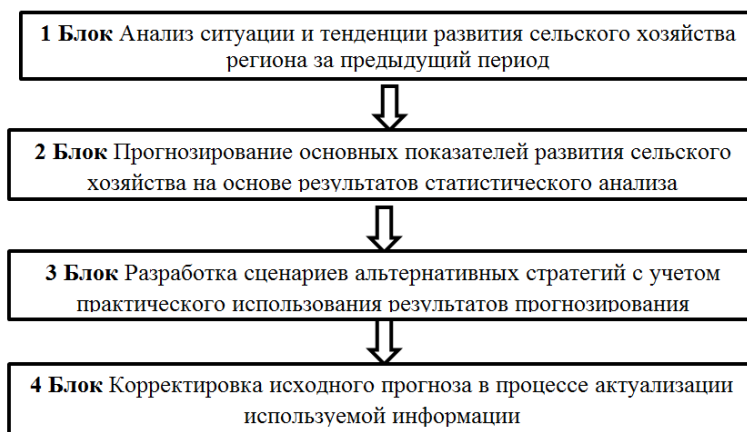 1 Блок Анализ ситуации и тенденции развития сельского хозяйства
региона за предыдущий период
2 Блок Прогнозирование основных показателей развития сельского
хозяйства на основе результатов статистического анализа
3 Блок Разработка сценариев альтернативных стратегий с учетом
практического использования результатов прогнозирования
4 Блок Корректировка исходного прогноза в процессе актуализации
используемой информации